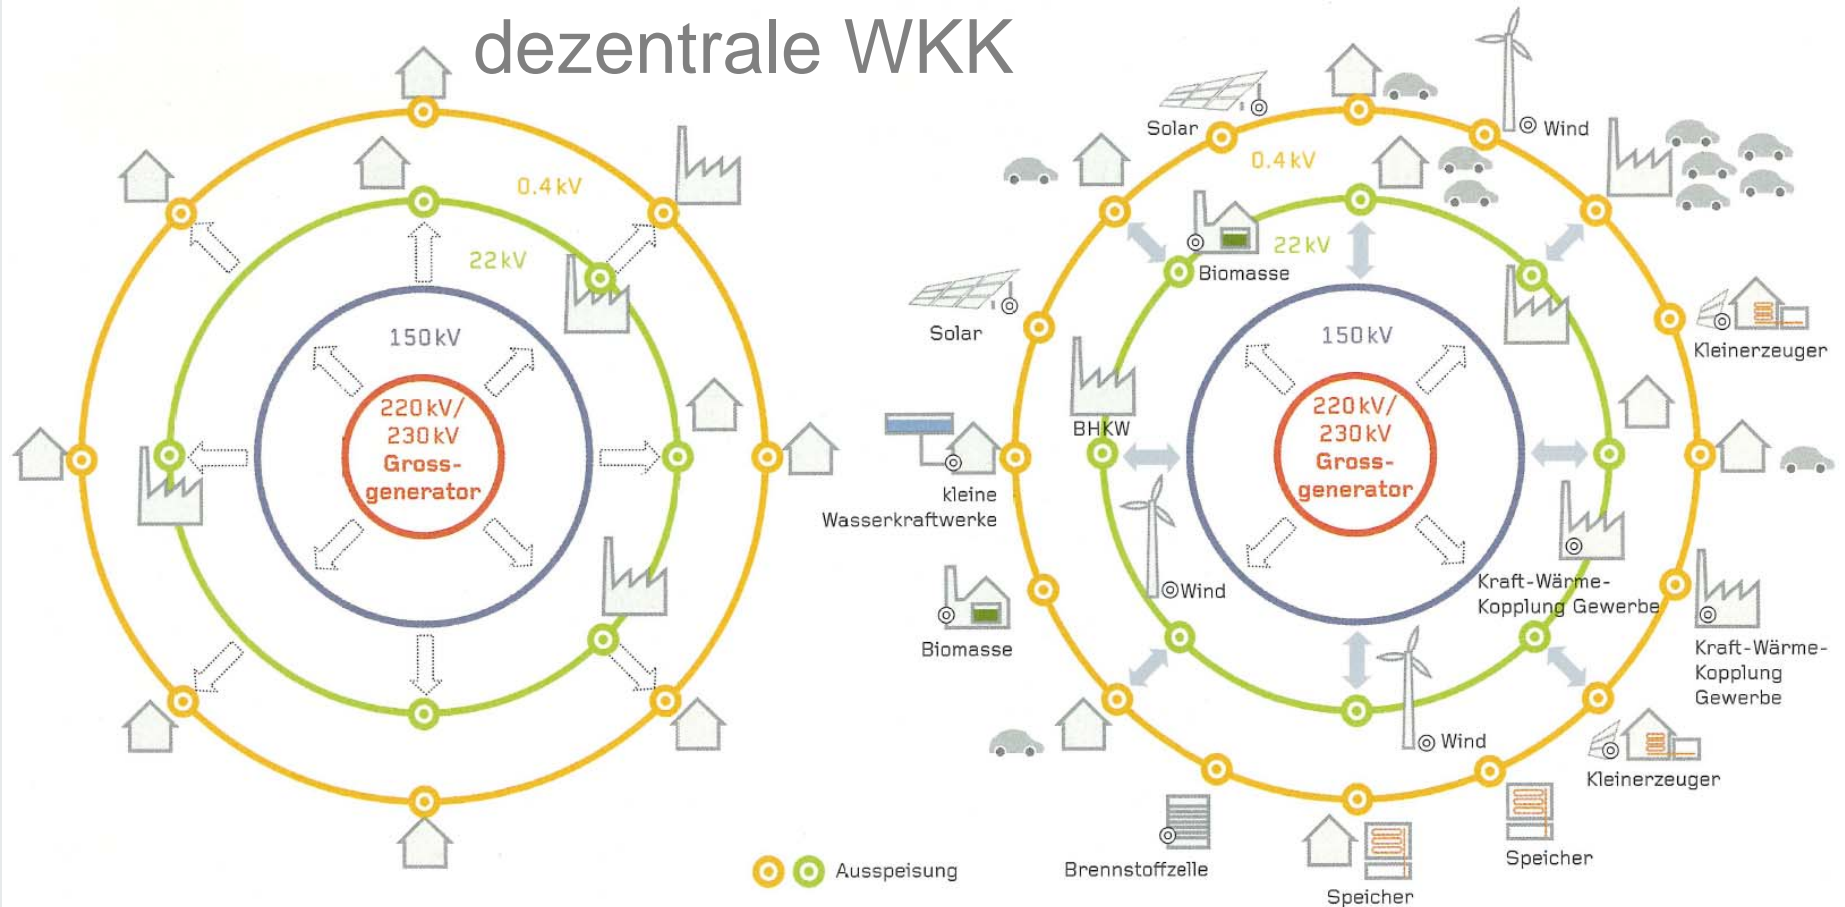 dezentrale WKK
0.4 kV
22 kV
150 kV
220 kV/
230 kV
Gross-
generator
Ausspeisung
Solar
Wind
0.4 kV
22 kV
Biomasse
Solar
150 kV
Kleinerzeuger
220 kV/
230 kV
Gross-
generator
BHKW
kleine
Wasserkraftwerke
Wind
Kraft-Wärme-
Kopplung Gewerbe
Biomasse
Kraft-Wärme-
Kopplung
Gewerbe
Wind
Kleinerzeuger
Brennstoffzelle
Speicher
Speicher